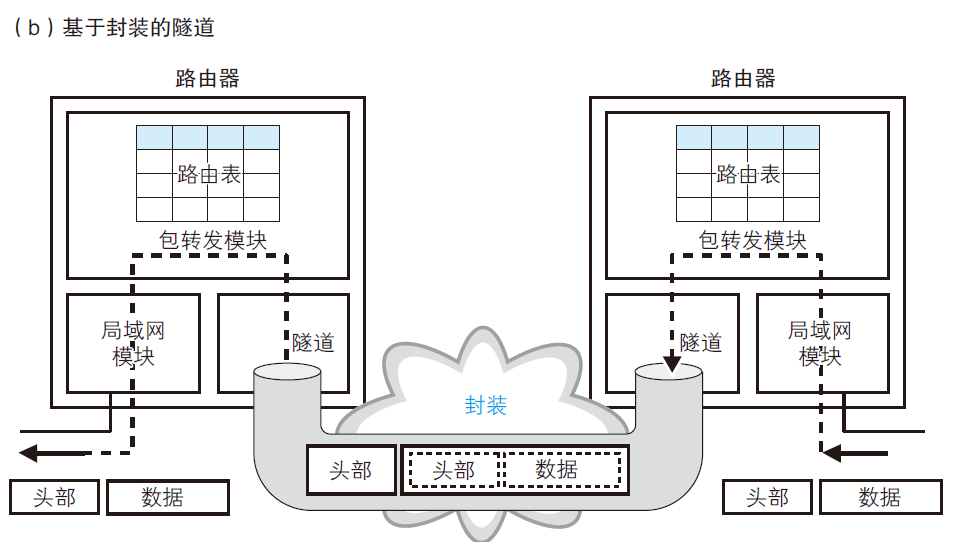 （b）基于封装的隧道
路由器
路由器
路由表
包转发模块
路由表
包转发模块
局域网
模块
隧道
隧道
局域网
模块
封装
头部
头部
数据
头部
数据
头部
数据